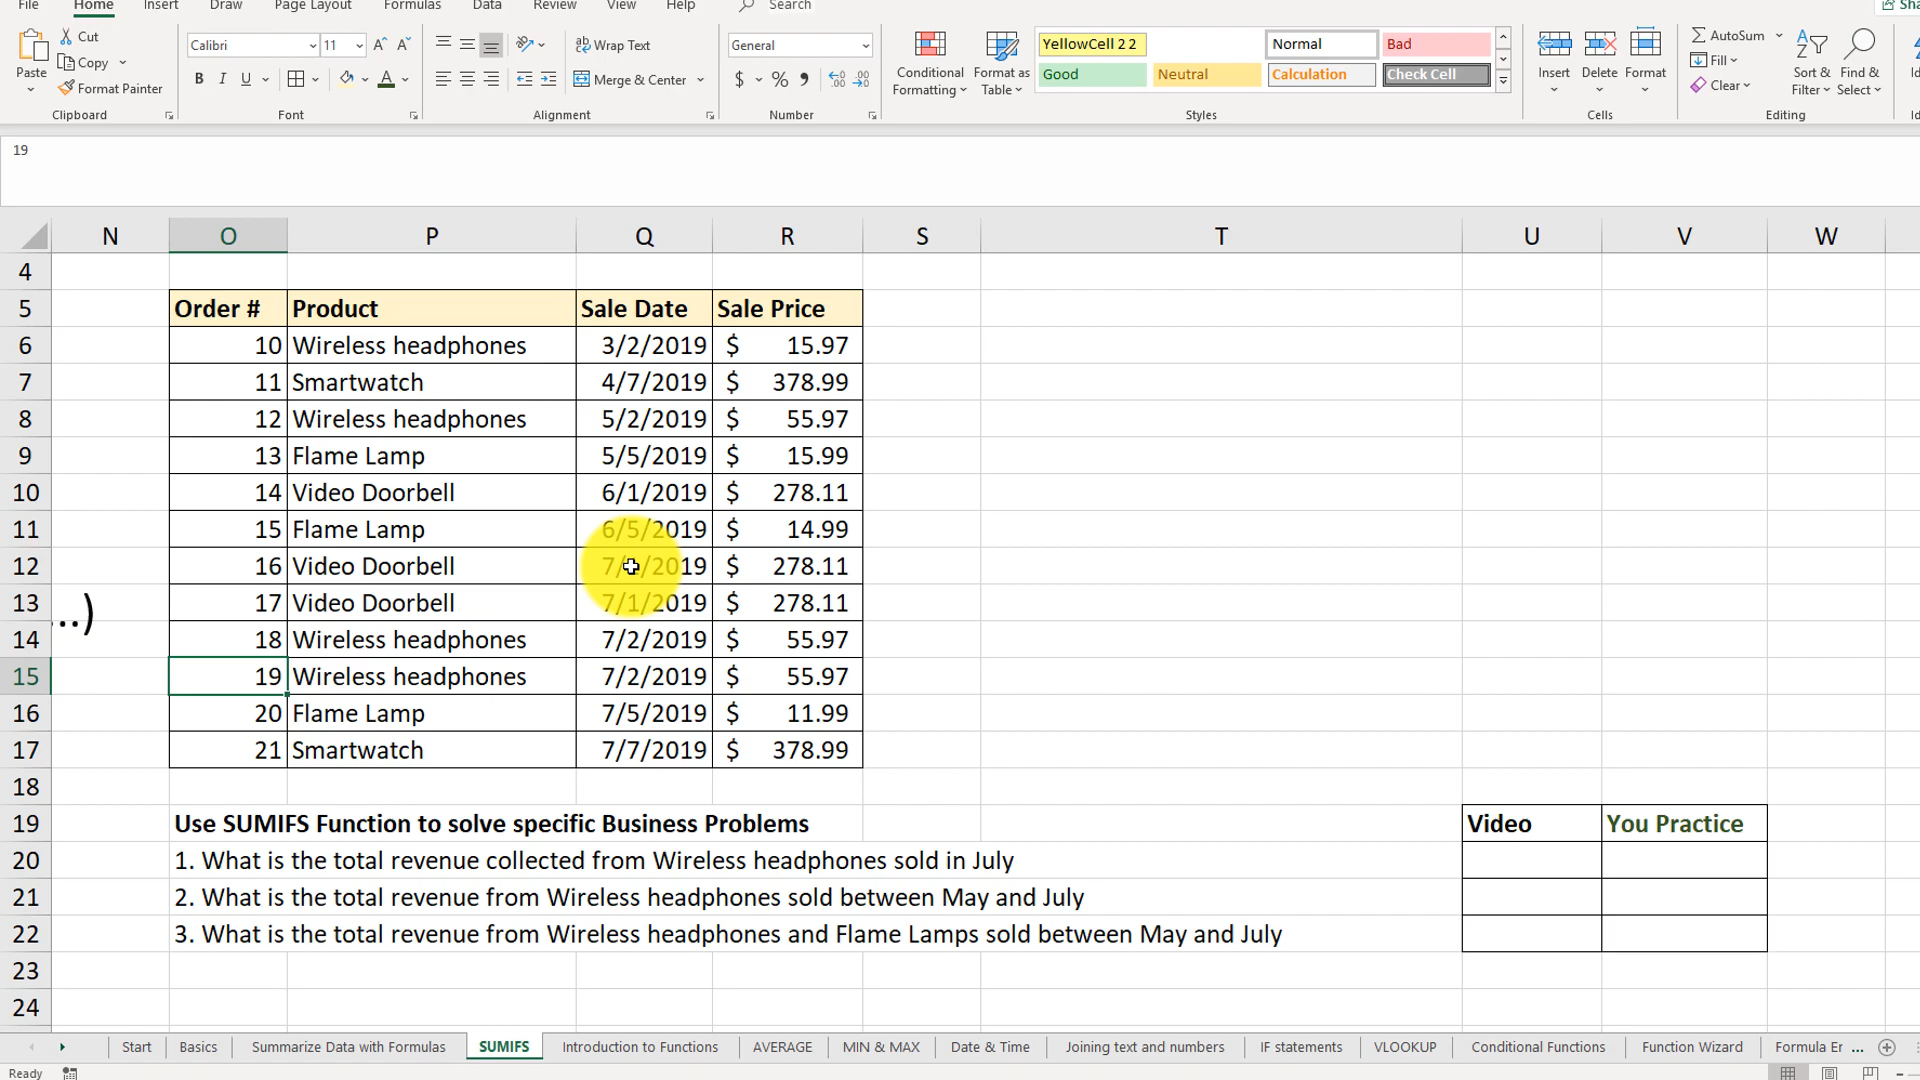 File Home Insert Draw Page Layout Formulas Data Review View Help Search
Paste Cut Copy Format Painter Clipboard
Calibri 11 B I U Font
Wrap Text Merge & Center Alignment
General $ % Number
Conditional Formatting Format as Table
YellowCell 2 2 Normal Bad
Good Neutral Calculation Check Cell
Styles
Insert Delete Format Cells
AutoSum Fill Clear Sort & Filter Find & Select Editing
19
N O P Q R S T U V W
4
5 Order # Product Sale Date Sale Price
6 10 Wireless headphones 3/2/2019 $ 15.97
7 11 Smartwatch 4/7/2019 $ 378.99
8 12 Wireless headphones 5/2/2019 $ 55.97
9 13 Flame Lamp 5/5/2019 $ 15.99
10 14 Video Doorbell 6/1/2019 $ 278.11
11 15 Flame Lamp 6/5/2019 $ 14.99
12 16 Video Doorbell $ 278.11
13 ..) 17 Video Doorbell 7/1/2019 $ 278.11
14 18 Wireless headphones 7/2/2019 $ 55.97
15 19 Wireless headphones 7/2/2019 $ 55.97
16 20 Flame Lamp 7/5/2019 $ 11.99
17 21 Smartwatch 7/7/2019 $ 378.99
18
19 Use SUMIFS Function to solve specific Business Problems Video You Practice
20 1. What is the total revenue collected from Wireless headphones sold in July
21 2. What is the total revenue from Wireless headphones sold between May and July
22 3. What is the total revenue from Wireless headphones and Flame Lamps sold between May and July
23
24
Start Basics Summarize Data with Formulas SUMIFS Introduction to Functions AVERAGE MIN & MAX Date & Time Joining text and numbers IF statements VLOOKUP Conditional Functions Function Wizard Formula Er ...
Ready